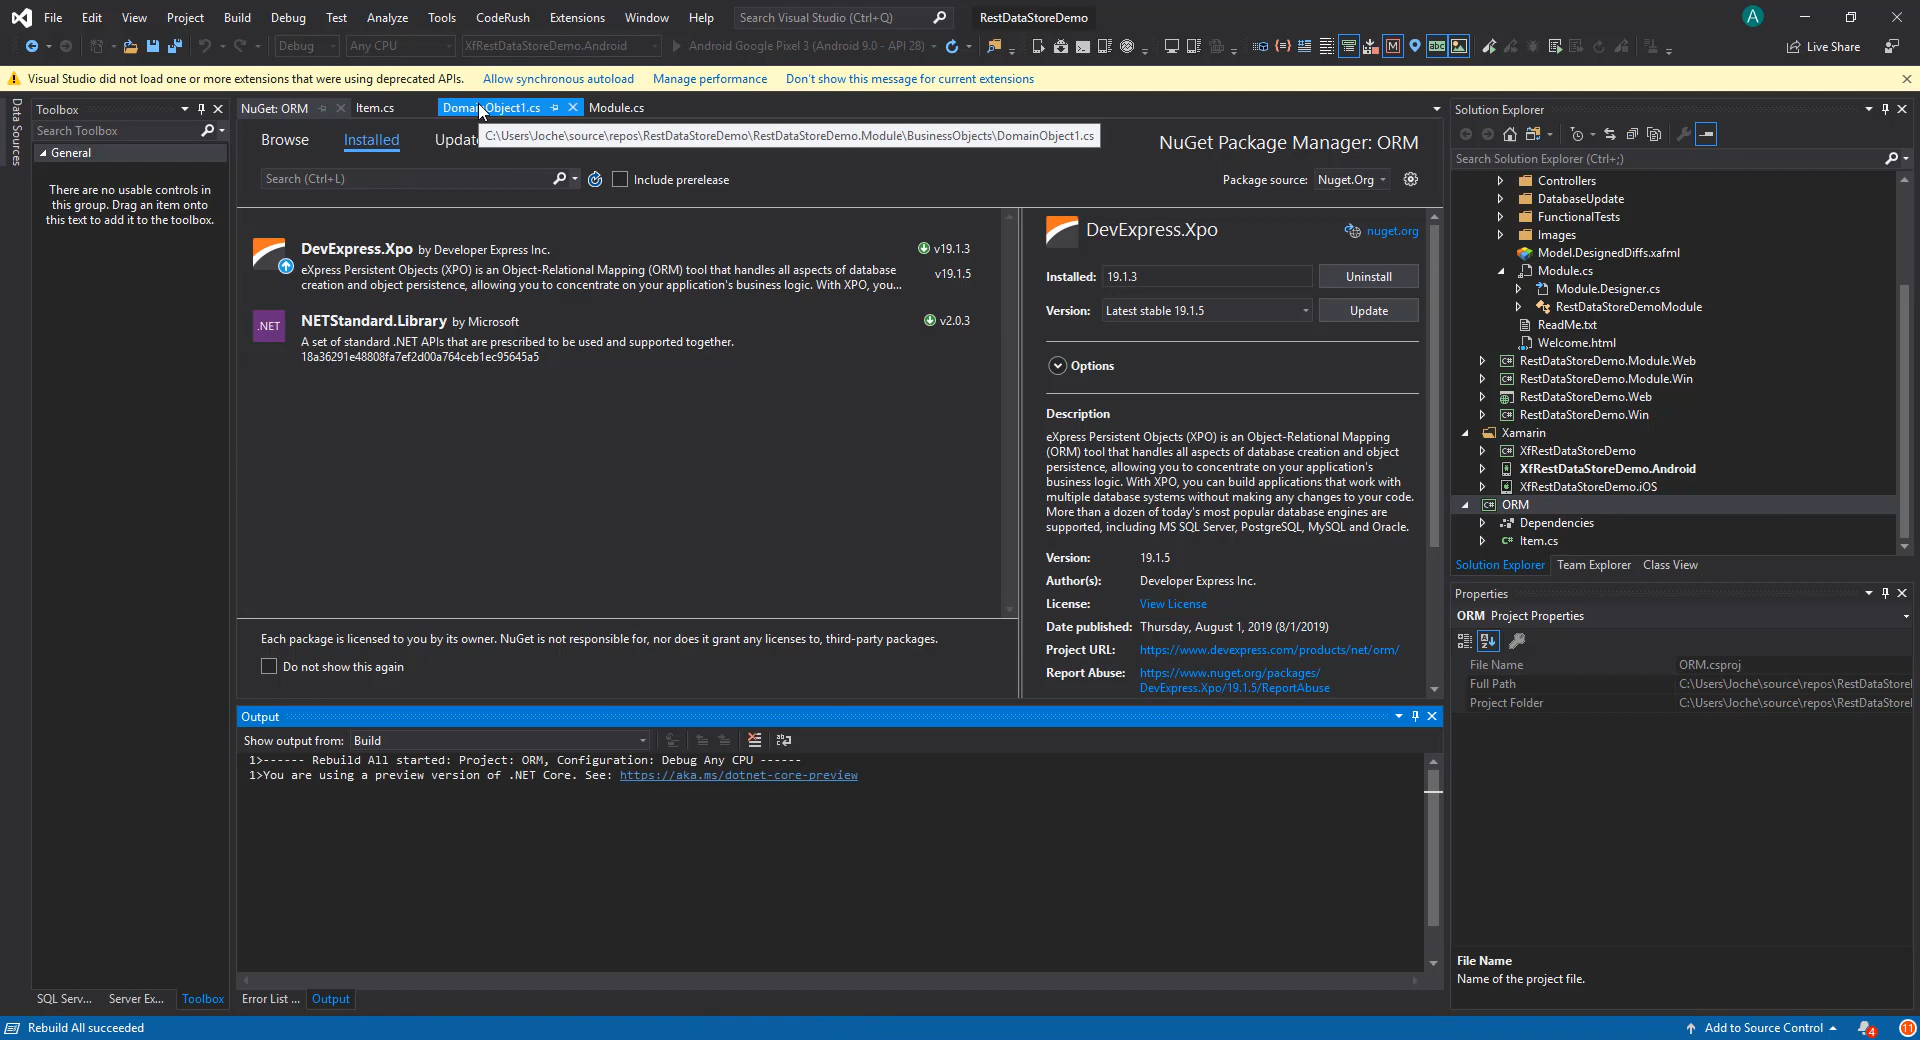 File Edit View Project Build Debug Test Analyze Tools CodeRush Extensions Window Help Search Visual Studio (Ctrl+Q) RestDataStoreDemo A
Debug Any CPU XfRestDataStoreDemo.Android Android Google Pixel 3 (Android 9.0 - API 28) Live Share
Visual Studio did not load one or more extensions that were using deprecated APIs. Allow synchronous autoload Manage performance Don't show this message for current extensions
Data Sources
Toolbox
Search Toolbox
General
There are no usable controls in
this group. Drag an item onto
this text to add it to the toolbox.
SQL Serv... Server Ex... Toolbox
NuGet: ORM Item.cs DomainObject1.cs Module.cs
C:\Users\Joche\source\repos\RestDataStoreDemo\RestDataStoreDemo.Module\BusinessObjects\DomainObject1.cs
Browse Installed NuGet Package Manager: ORM
Search (Ctrl+L) Include prerelease Package source: Nuget.Org
DevExpress.Xpo by Developer Express Inc. v19.1.3
eXpress Persistent Objects (XPO) is an Object-Relational Mapping (ORM) tool that handles all aspects of database v19.1.5
creation and object persistence, allowing you to concentrate on your application's business logic. With XPO, you...
.NET NETStandard.Library by Microsoft v2.0.3
A set of standard .NET APIs that are prescribed to be used and supported together.
18a36291e48808fa7ef2d00a764ceb1ec95645a5
Each package is licensed to you by its owner. NuGet is not responsible for, nor does it grant any licenses to, third-party packages.
Do not show this again
DevExpress.Xpo nuget.org
Installed: 19.1.3 Uninstall
Version: Latest stable 19.1.5 Update
Options
Description
eXpress Persistent Objects (XPO) is an Object-Relational Mapping
(ORM) tool that handles all aspects of database creation and object
persistence, allowing you to concentrate on your application's
business logic. With XPO, you can build applications that work with
multiple database systems without making any changes to your code.
More than a dozen of today's most popular database engines are
supported, including MS SQL Server, PostgreSQL, MySQL and Oracle.
Version: 19.1.5
Author(s): Developer Express Inc.
License: View License
Date published: Thursday, August 1, 2019 (8/1/2019)
Project URL: https://www.devexpress.com/products/net/orm/
Report Abuse: https://www.nuget.org/packages/
DevExpress.Xpo/19.1.5/ReportAbuse
Output
Show output from: Build
1>------ Rebuild All started: Project: ORM, Configuration: Debug Any CPU ------
1>You are using a preview version of .NET Core. See: https://aka.ms/dotnet-core-preview
Error List ... Output
Solution Explorer
Search Solution Explorer (Ctrl+;)
Controllers
DatabaseUpdate
FunctionalTests
Images
Model.DesignedDiffs.xafml
Module.cs
Module.Designer.cs
RestDataStoreDemoModule
ReadMe.txt
Welcome.html
RestDataStoreDemo.Module.Web
RestDataStoreDemo.Module.Win
RestDataStoreDemo.Web
RestDataStoreDemo.Win
Xamarin
XfRestDataStoreDemo
XfRestDataStoreDemo.Android
XfRestDataStoreDemo.iOS
ORM
Dependencies
Item.cs
Solution Explorer Team Explorer Class View
Properties
ORM Project Properties
File Name ORM.csproj
Full Path C:\Users\Joche\source\repos\RestDataStoreI
Project Folder C:\Users\Joche\source\repos\RestDataStoreI
File Name
Name of the project file.
Rebuild All succeeded Add to Source Control 4 11